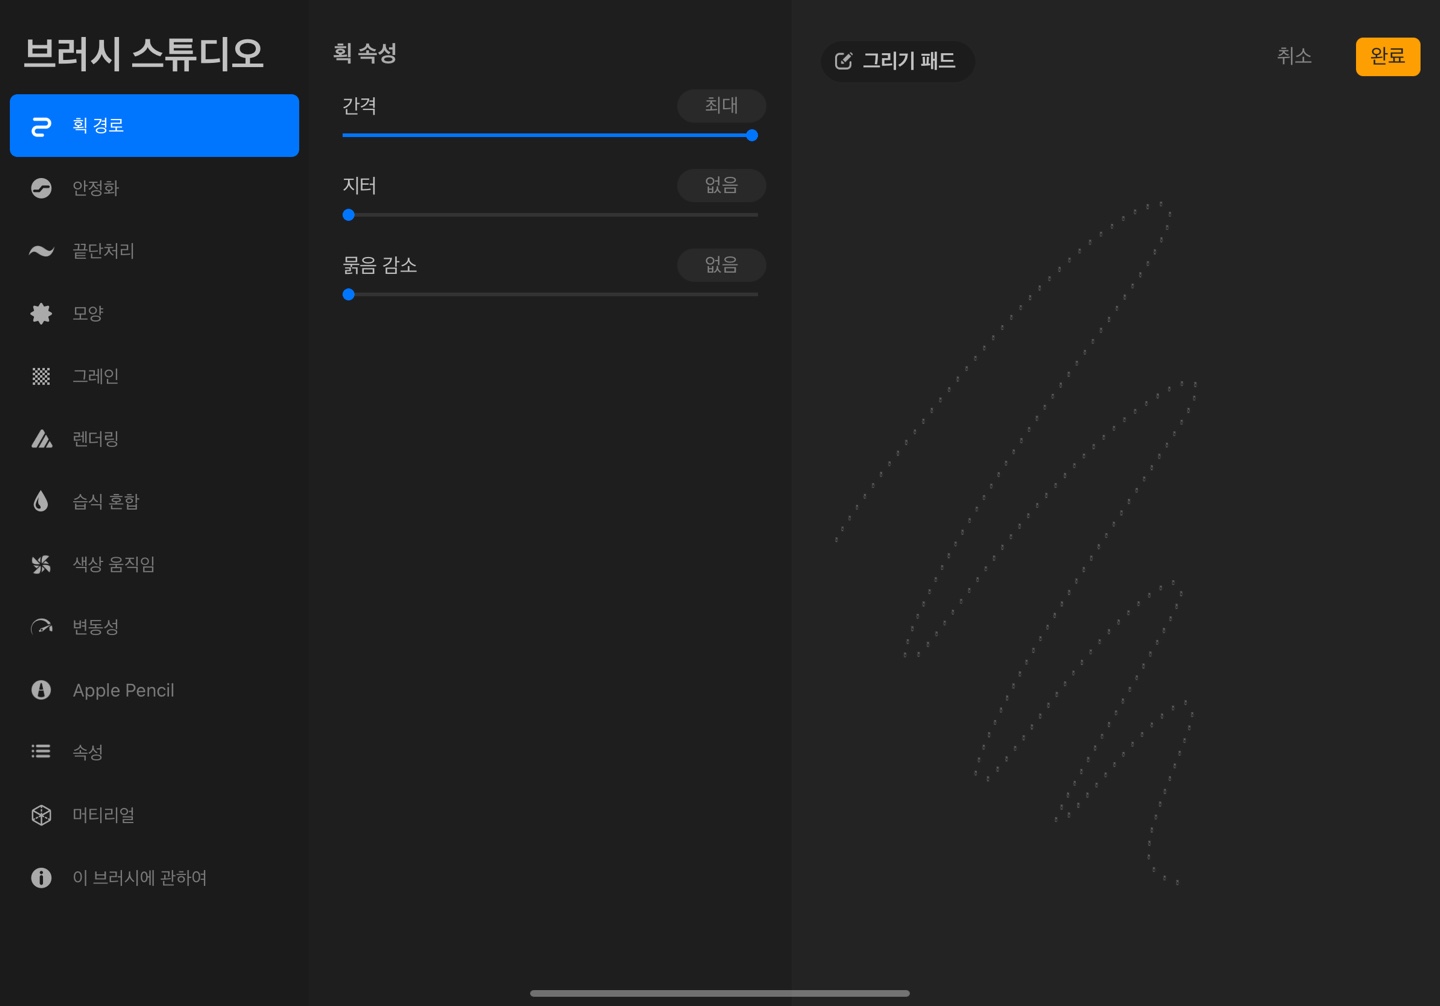 브러시 스튜디오
획 경로
안정화
끝단처리
모양
그레인
렌더링
습식 혼합
색상 움직임
변동성
Apple Pencil
속성
머티리얼
이 브러시에 관하여
획 속성
간격
최대
지터
없음
묽음 감소
없음
그리기 패드
취소
완료